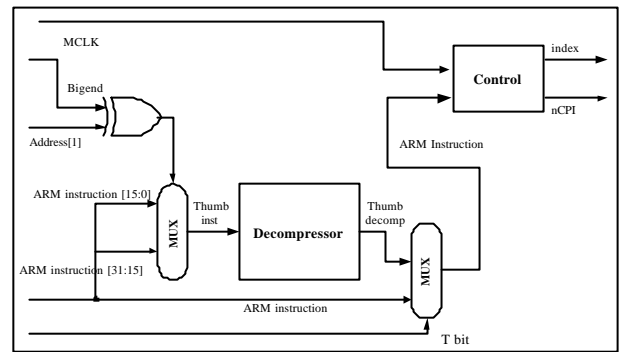 MCLK
index
Control
Bigend
nCPI
Address[1]
ARM Instruction
ARM instruction [15:0]
Thumb
inst
Thumb
decomp
MUX
Decompressor
MUX
ARM instruction [31:15]
ARM instruction
T bit